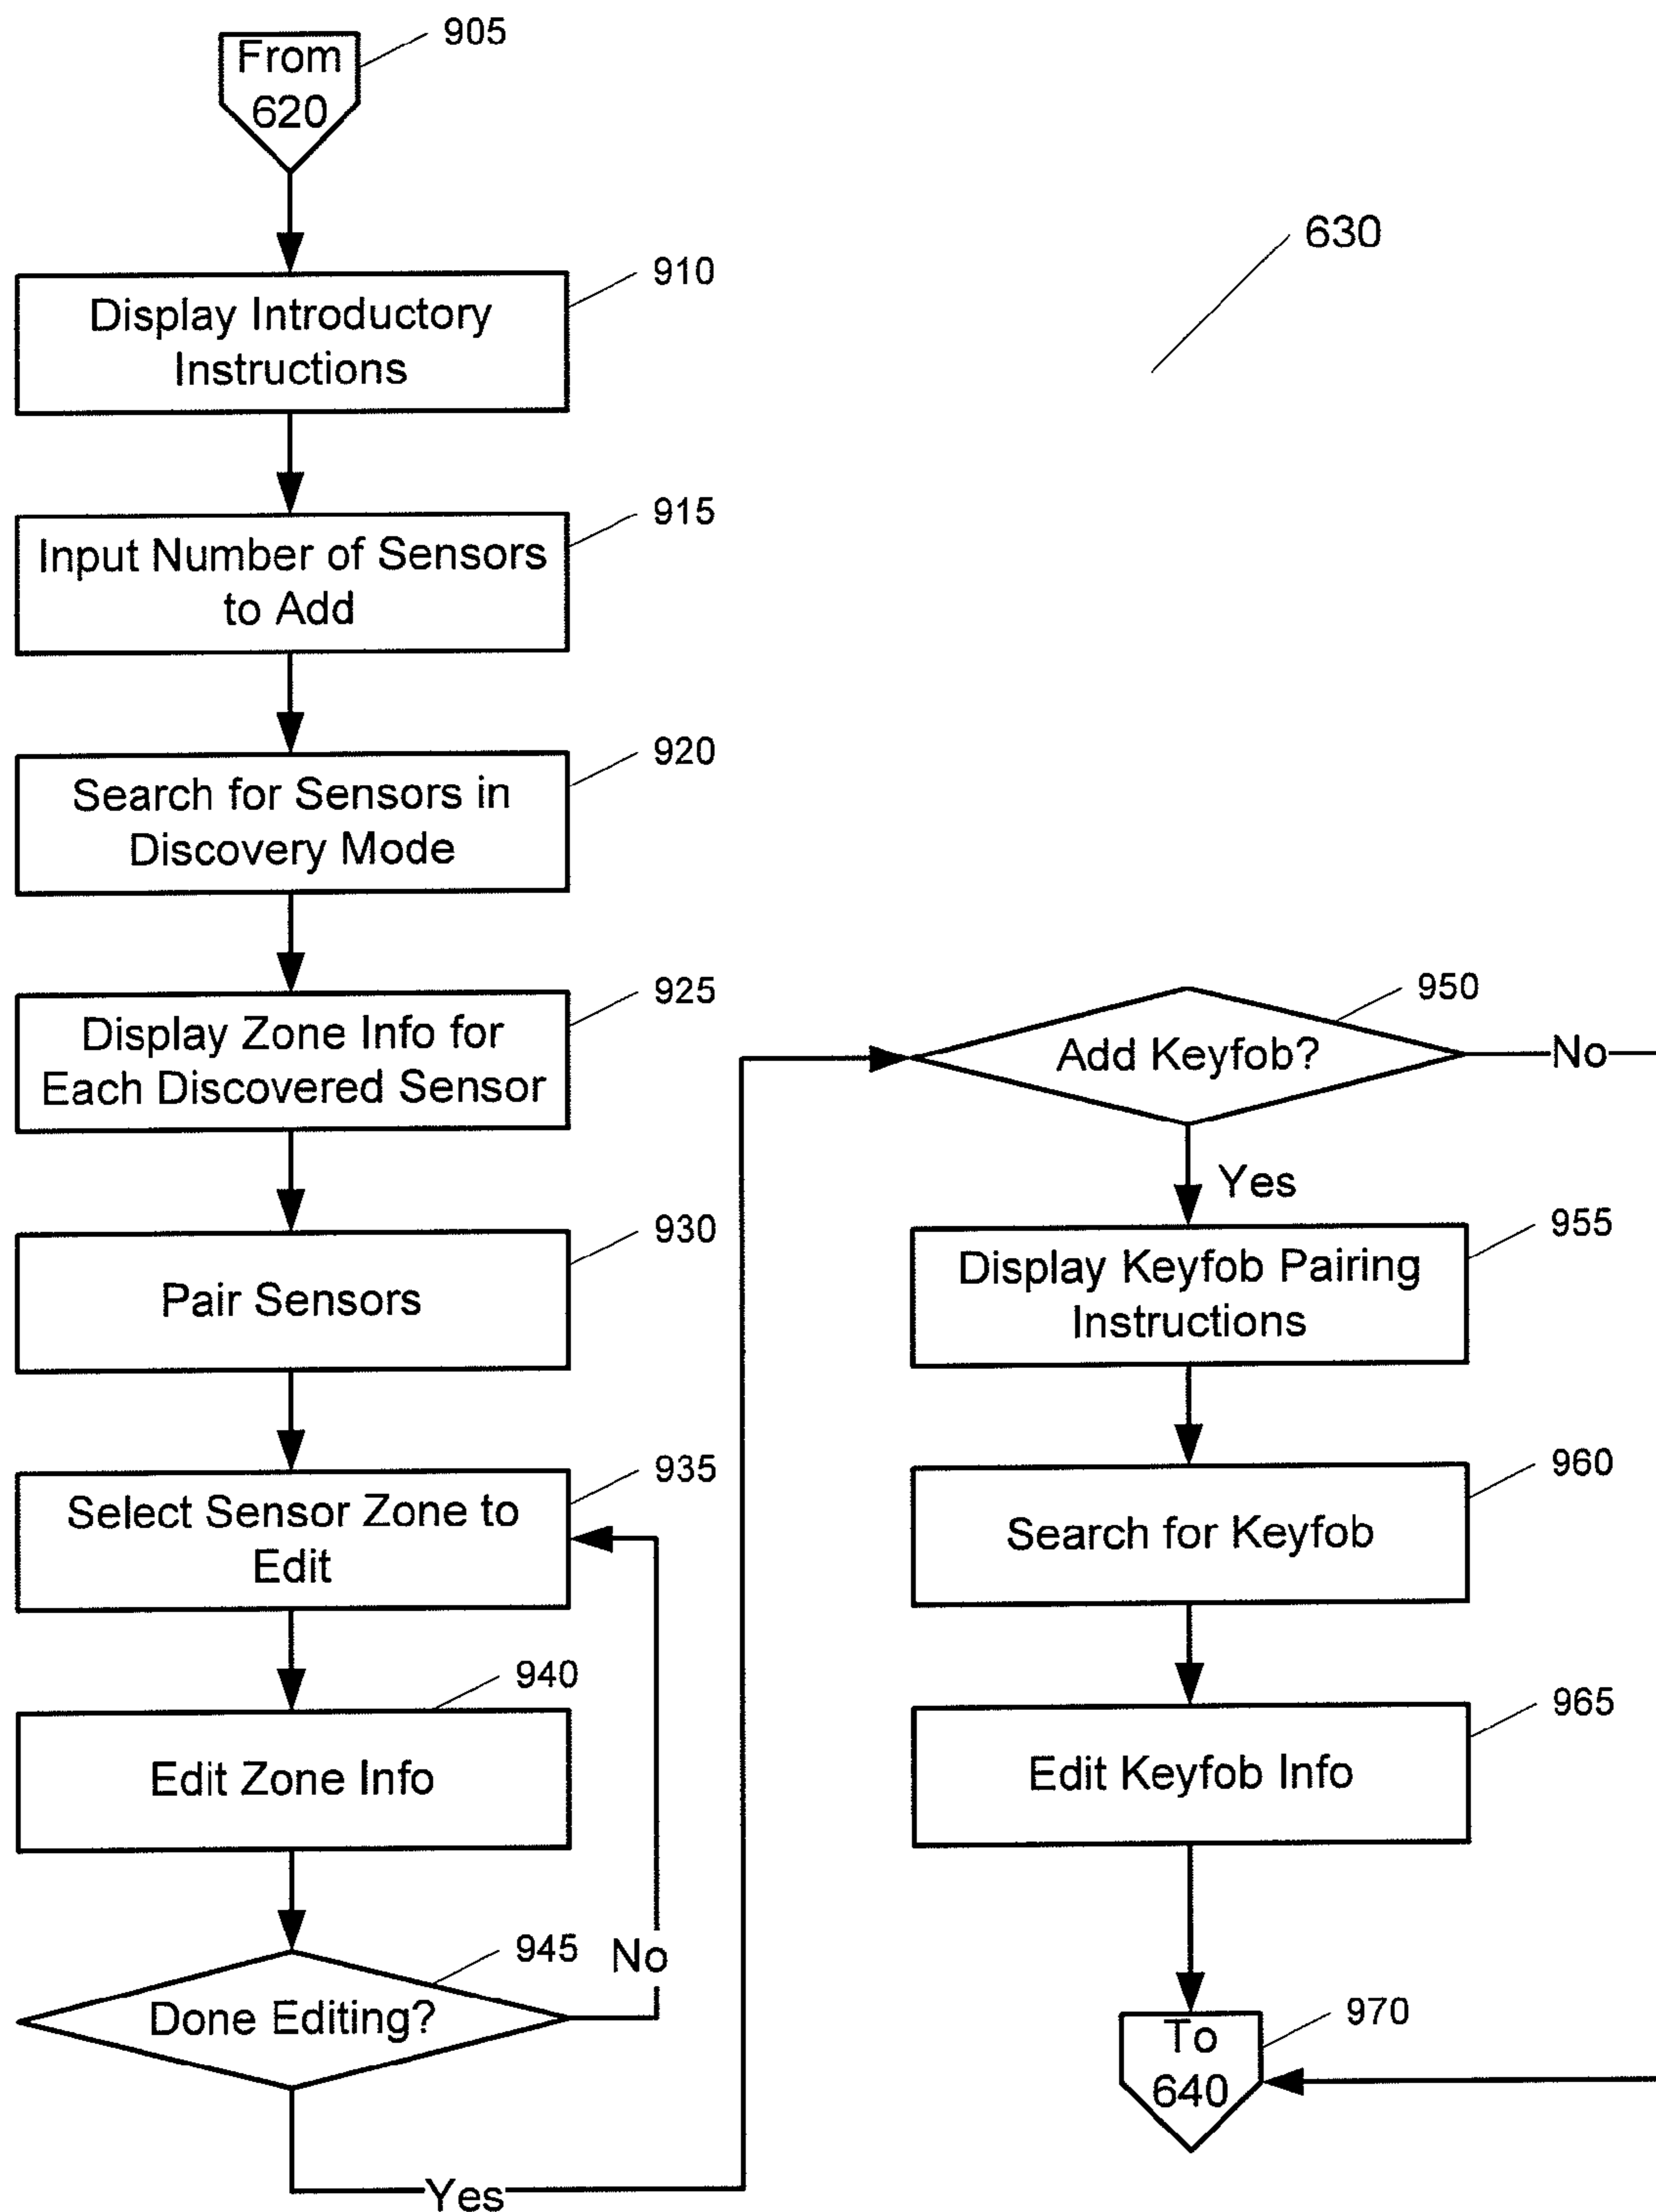 From
620
905
630
Display Introductory
Instructions
910
Input Number of Sensors
to Add
915
Search for Sensors in
Discovery Mode
920
Display Zone Info for
Each Discovered Sensor
925
Pair Sensors
930
Select Sensor Zone to
Edit
935
Edit Zone Info
940
Done Editing?
945
No
Yes
Add Keyfob?
950
No
Yes
Display Keyfob Pairing
Instructions
955
Search for Keyfob
960
Edit Keyfob Info
965
To
640
970